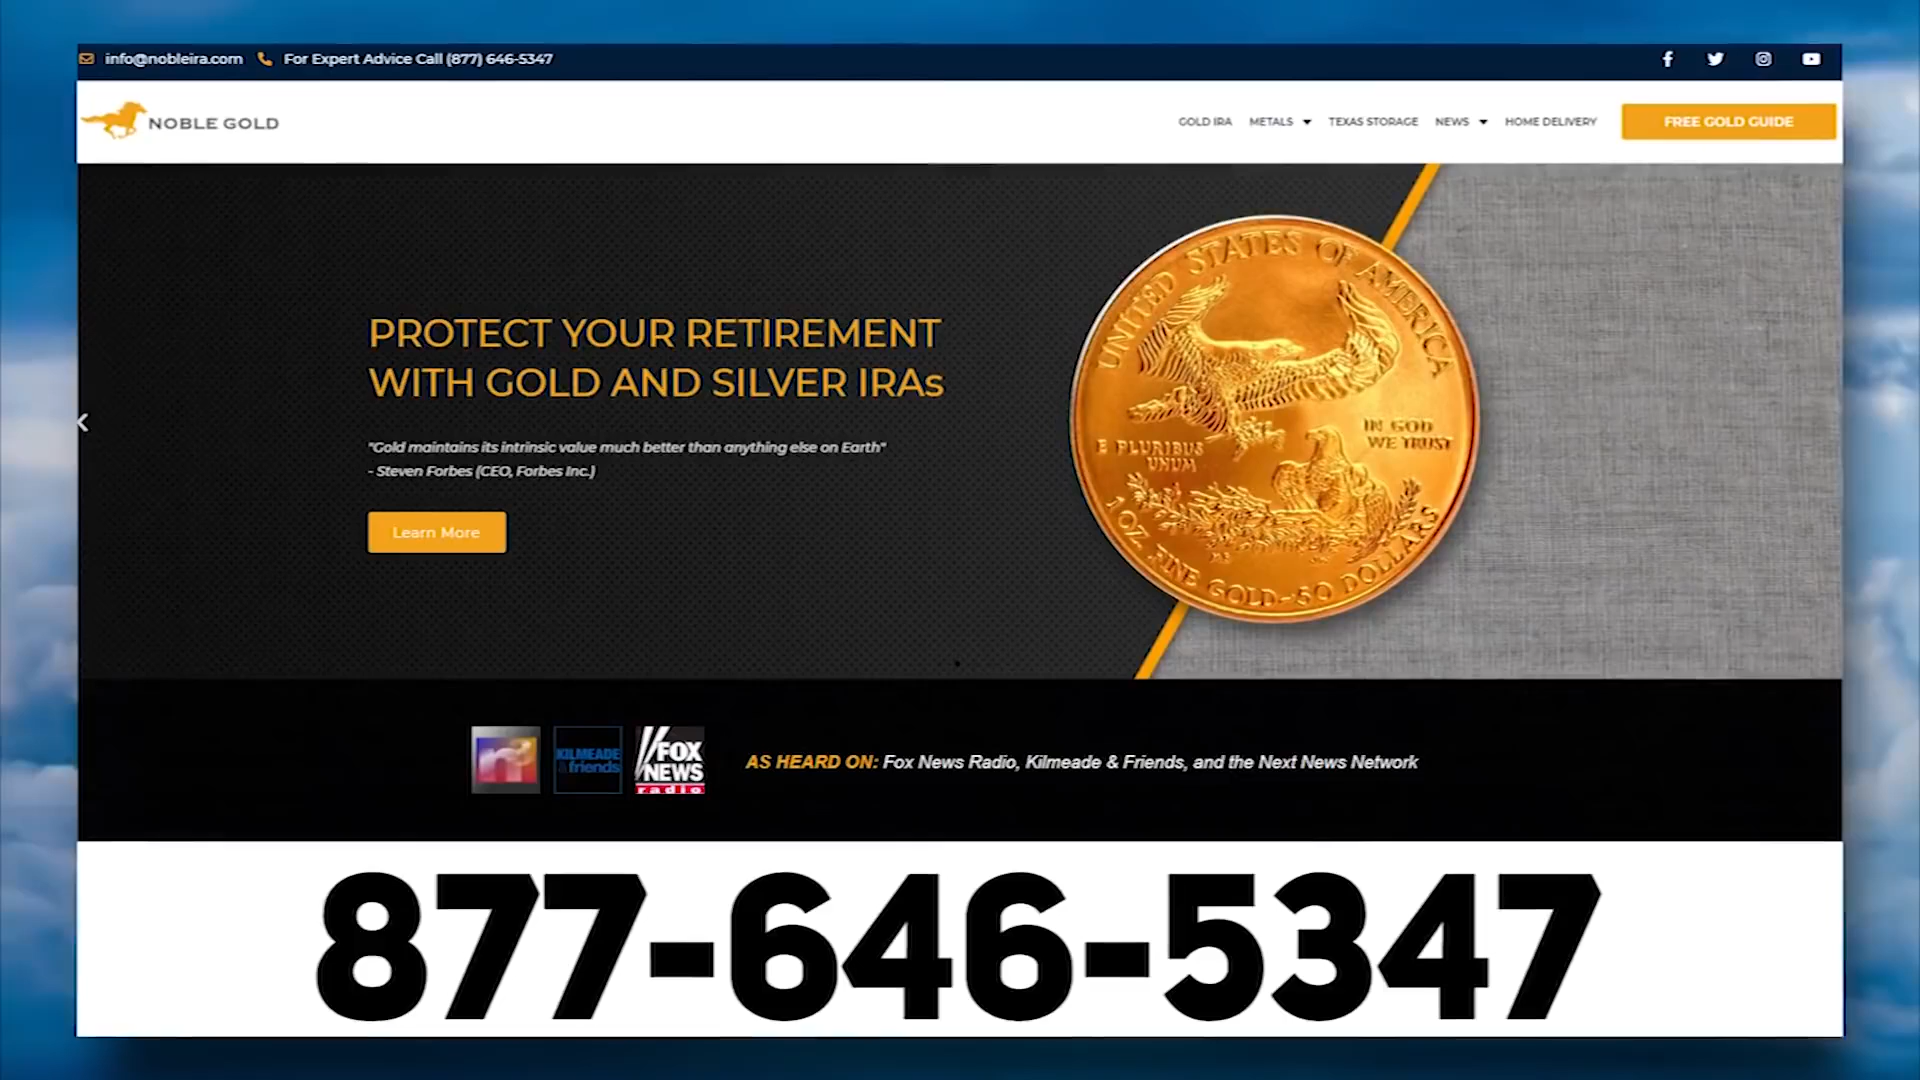 info@nobleira.com For Expert Advice Call (877) 646-5347
NOBLE GOLD
GOLD IRA METALS TEXAS STORAGE NEWS HOME DELIVERY FREE GOLD GUIDE
PROTECT YOUR RETIREMENT
WITH GOLD AND SILVER IRAs
"Gold maintains its intrinsic value much better than anything else on Earth"
- Steven Forbes (CEO, Forbes Inc.)
Learn More
UNITED STATES OF AMERICA
IN GOD
WE TRUST
E PLURIBUS
UNUM
1 OZ. FINE GOLD~50 DOLLARS
KILMEADE
& friends
FOX
NEWS
radio
AS HEARD ON: Fox News Radio, Kilmeade & Friends, and the Next News Network
877-646-5347